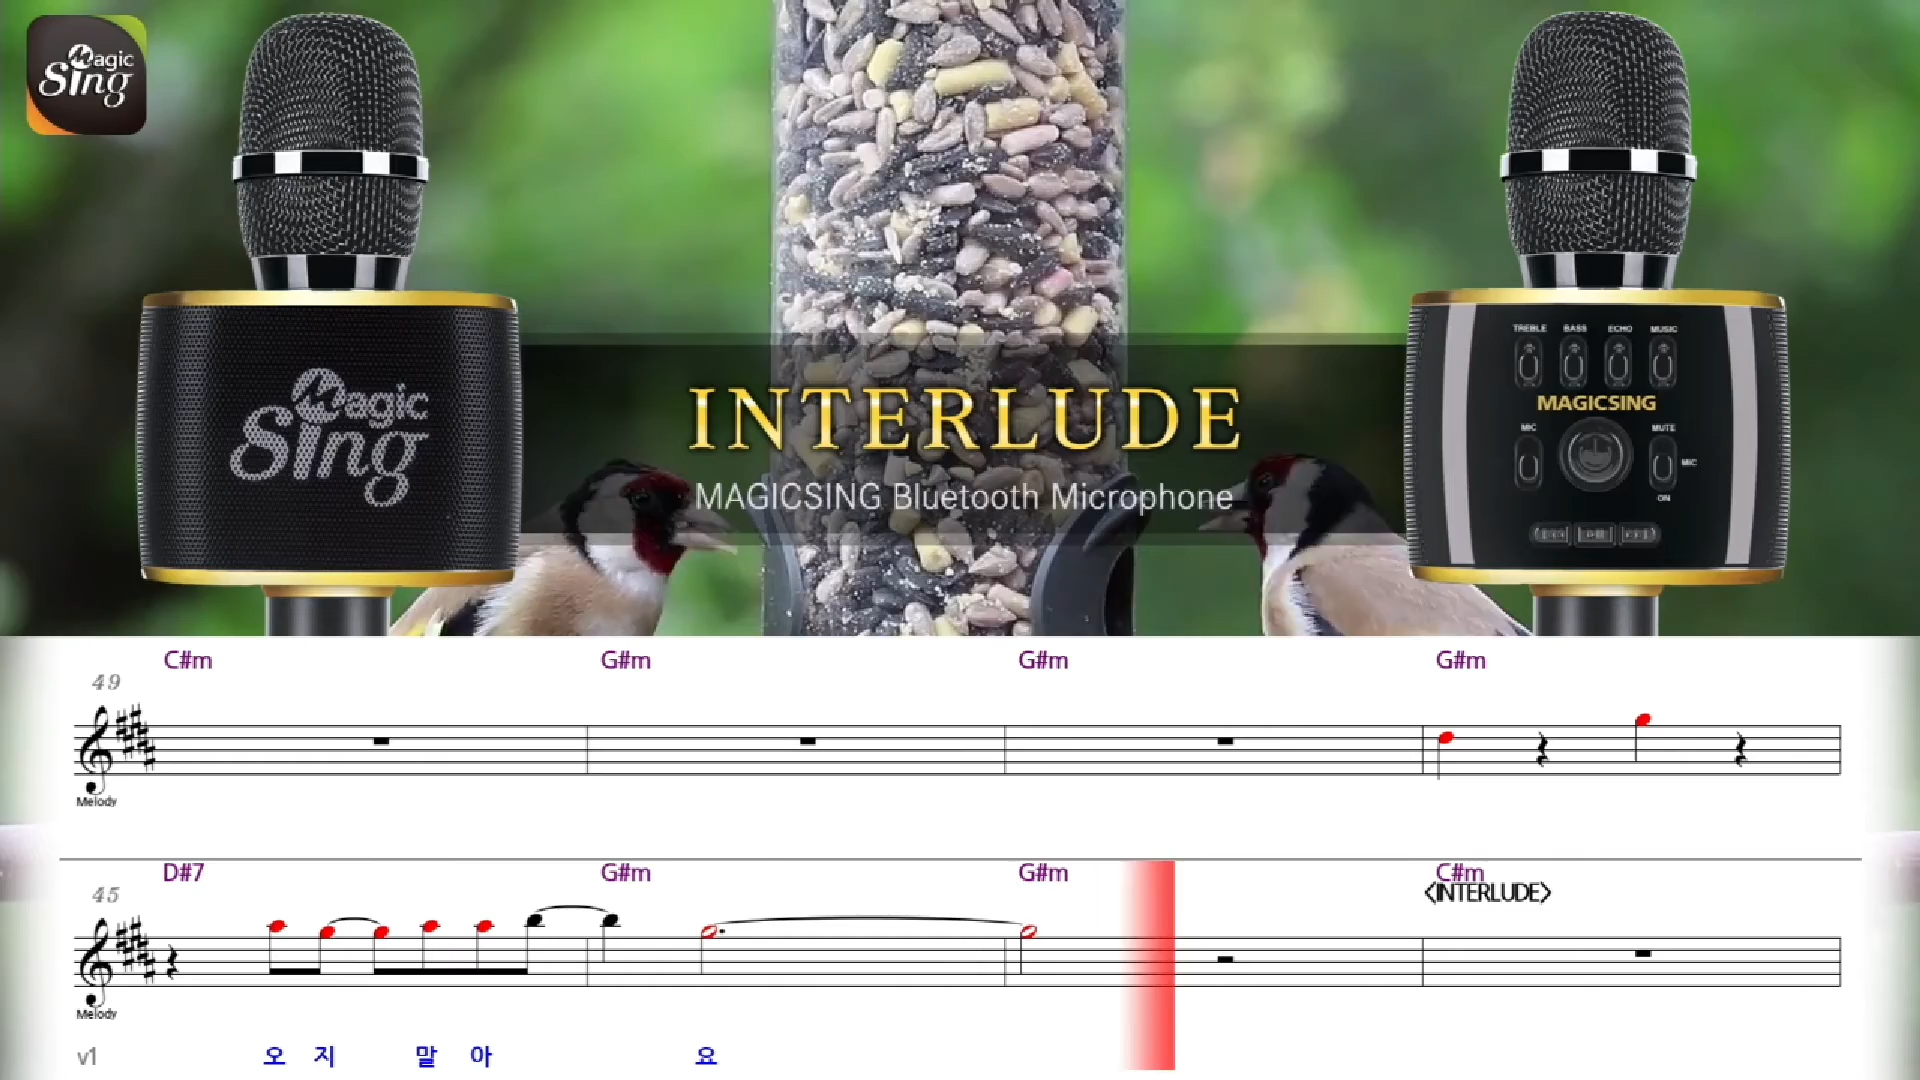 Magic
Sing
Magic
Sing
TREBLE BASS ECHO MUSIC
MAGICSING
MIC MUTE
MIC
ON
INTERLUDE
MAGICSING Bluetooth Microphone
C#m G#m G#m G#m
49
Melody
D#7 G#m G#m C#m
45 <INTERLUDE>
Melody
v1 오 지 말 아 요